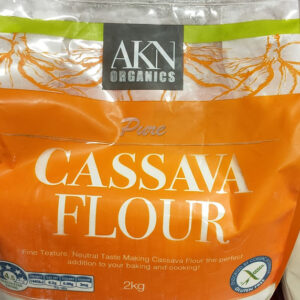 AKN
ORGANICS
Pure
CASSAVA
FLOUR
Fine Texture, Neutral Taste Making Cassava Flour the perfect
addition to your baking and cooking!
2kg